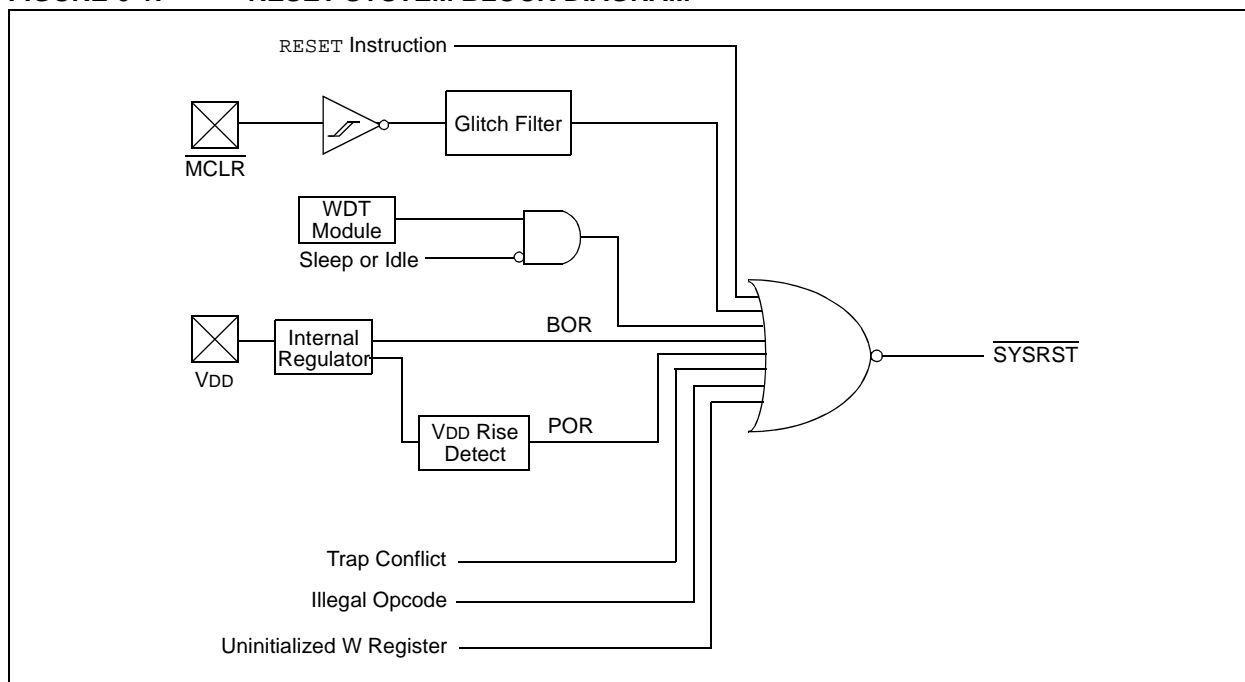 RESET Instruction
Glitch Filter
MCLR
WDT
Module
Sleep or Idle
BOR
Internal
Regulator
SYSRST
VDD
POR
VDD Rise
Detect
Trap Conflict
Illegal Opcode
Uninitialized W Register